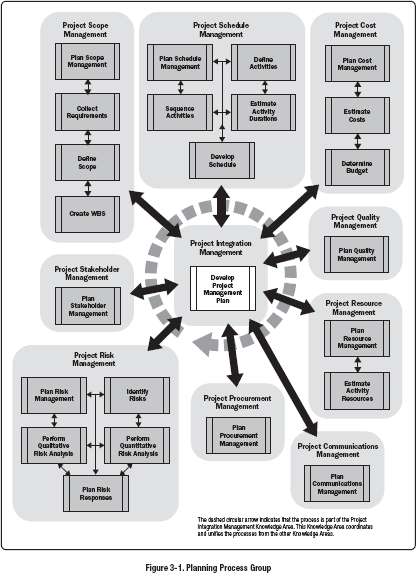 Project Scope
Management
Plan Scope
Management
Collect
Requirements
Define
Scope
Create WBS
Project Schedule
Management
Plan Schedule
Management
Define
Activities
Sequence
Activities
Estimate
Activity
Durations
Develop
Schedule
Project Cost
Management
Plan Cost
Management
Estimate
Costs
Determine
Budget
Project Integration
Management
Develop
Project
Management
Plan
Project Quality
Management
Plan Quality
Management
Project Stakeholder
Management
Plan
Stakeholder
Management
Project Resource
Management
Plan
Resource
Management
Estimate
Activity
Resources
Project Risk
Management
Plan Risk
Management
Identify
Risks
Perform
Qualitative
Risk Analysis
Perform
Quantitative
Risk Analysis
Plan Risk
Responses
Project Procurement
Management
Plan
Procurement
Management
Project Communications
Management
Plan
Communications
Management
The dashed circular arrow indicates that the process is part of the Project
Integration Management Knowledge Area. This Knowledge Area coordinates
and unifies the processes from the other Knowledge Areas.
Figure 3-1. Planning Process Group